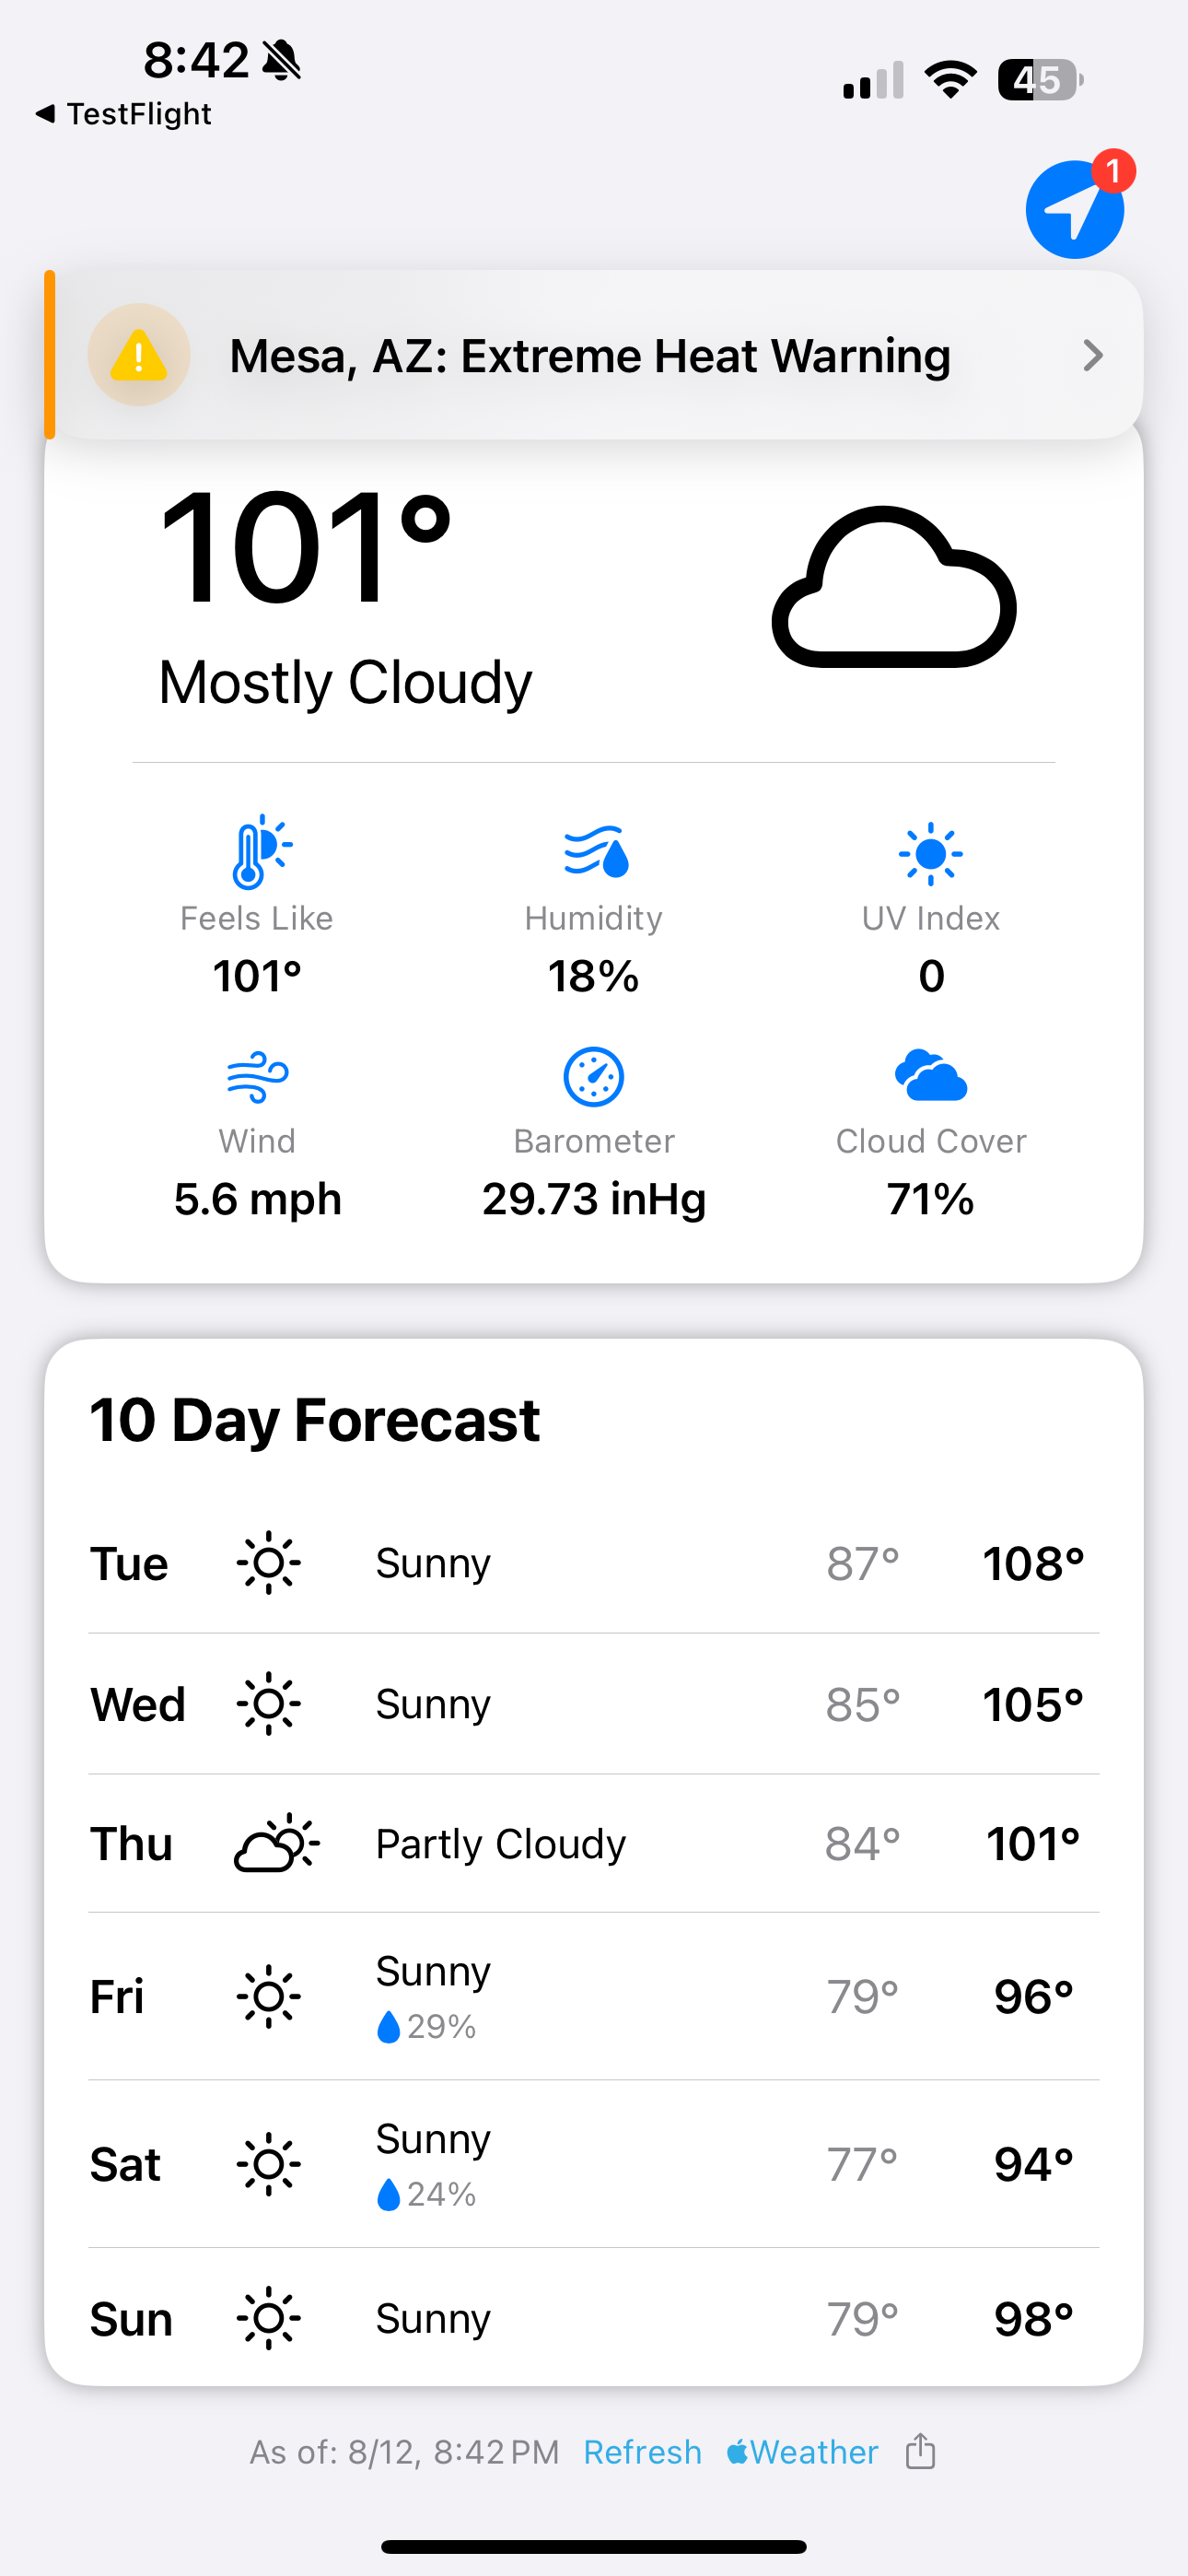 8:42
45
TestFlight
1
Mesa, AZ: Extreme Heat Warning
101°
Mostly Cloudy
Feels Like Humidity UV Index
101° 18% 0
Wind Barometer Cloud Cover
5.6 mph 29.73 inHg 71%
10 Day Forecast
Tue Sunny 87° 108°
Wed Sunny 85° 105°
Thu Partly Cloudy 84° 101°
Fri Sunny 79° 96°
29%
Sat Sunny 77° 94°
24%
Sun Sunny 79° 98°
As of: 8/12, 8:42 PM Refresh Weather